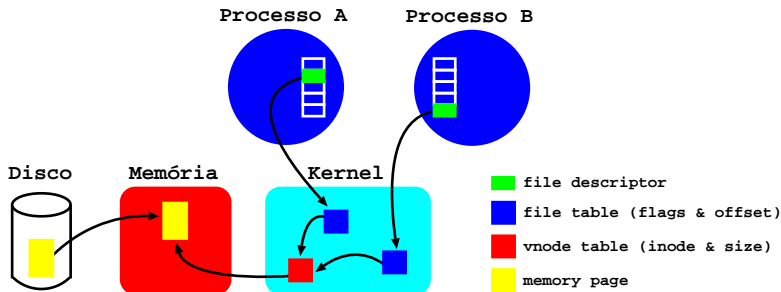 Processo A
Processo B
Disco
Memória
Kernel
file descriptor
file table (flags & offset)
vnode table (inode & size)
memory page